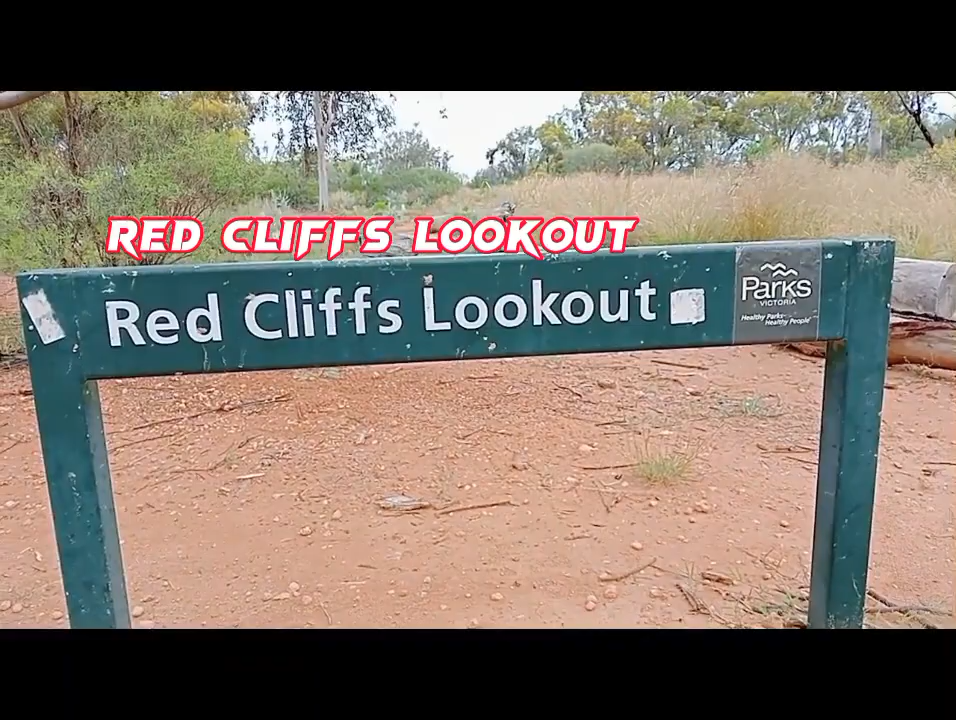 RED CLIFFS LOOKOUT
Red Cliffs Lookout
Parks
VICTORIA
Healthy Parks
Healthy People